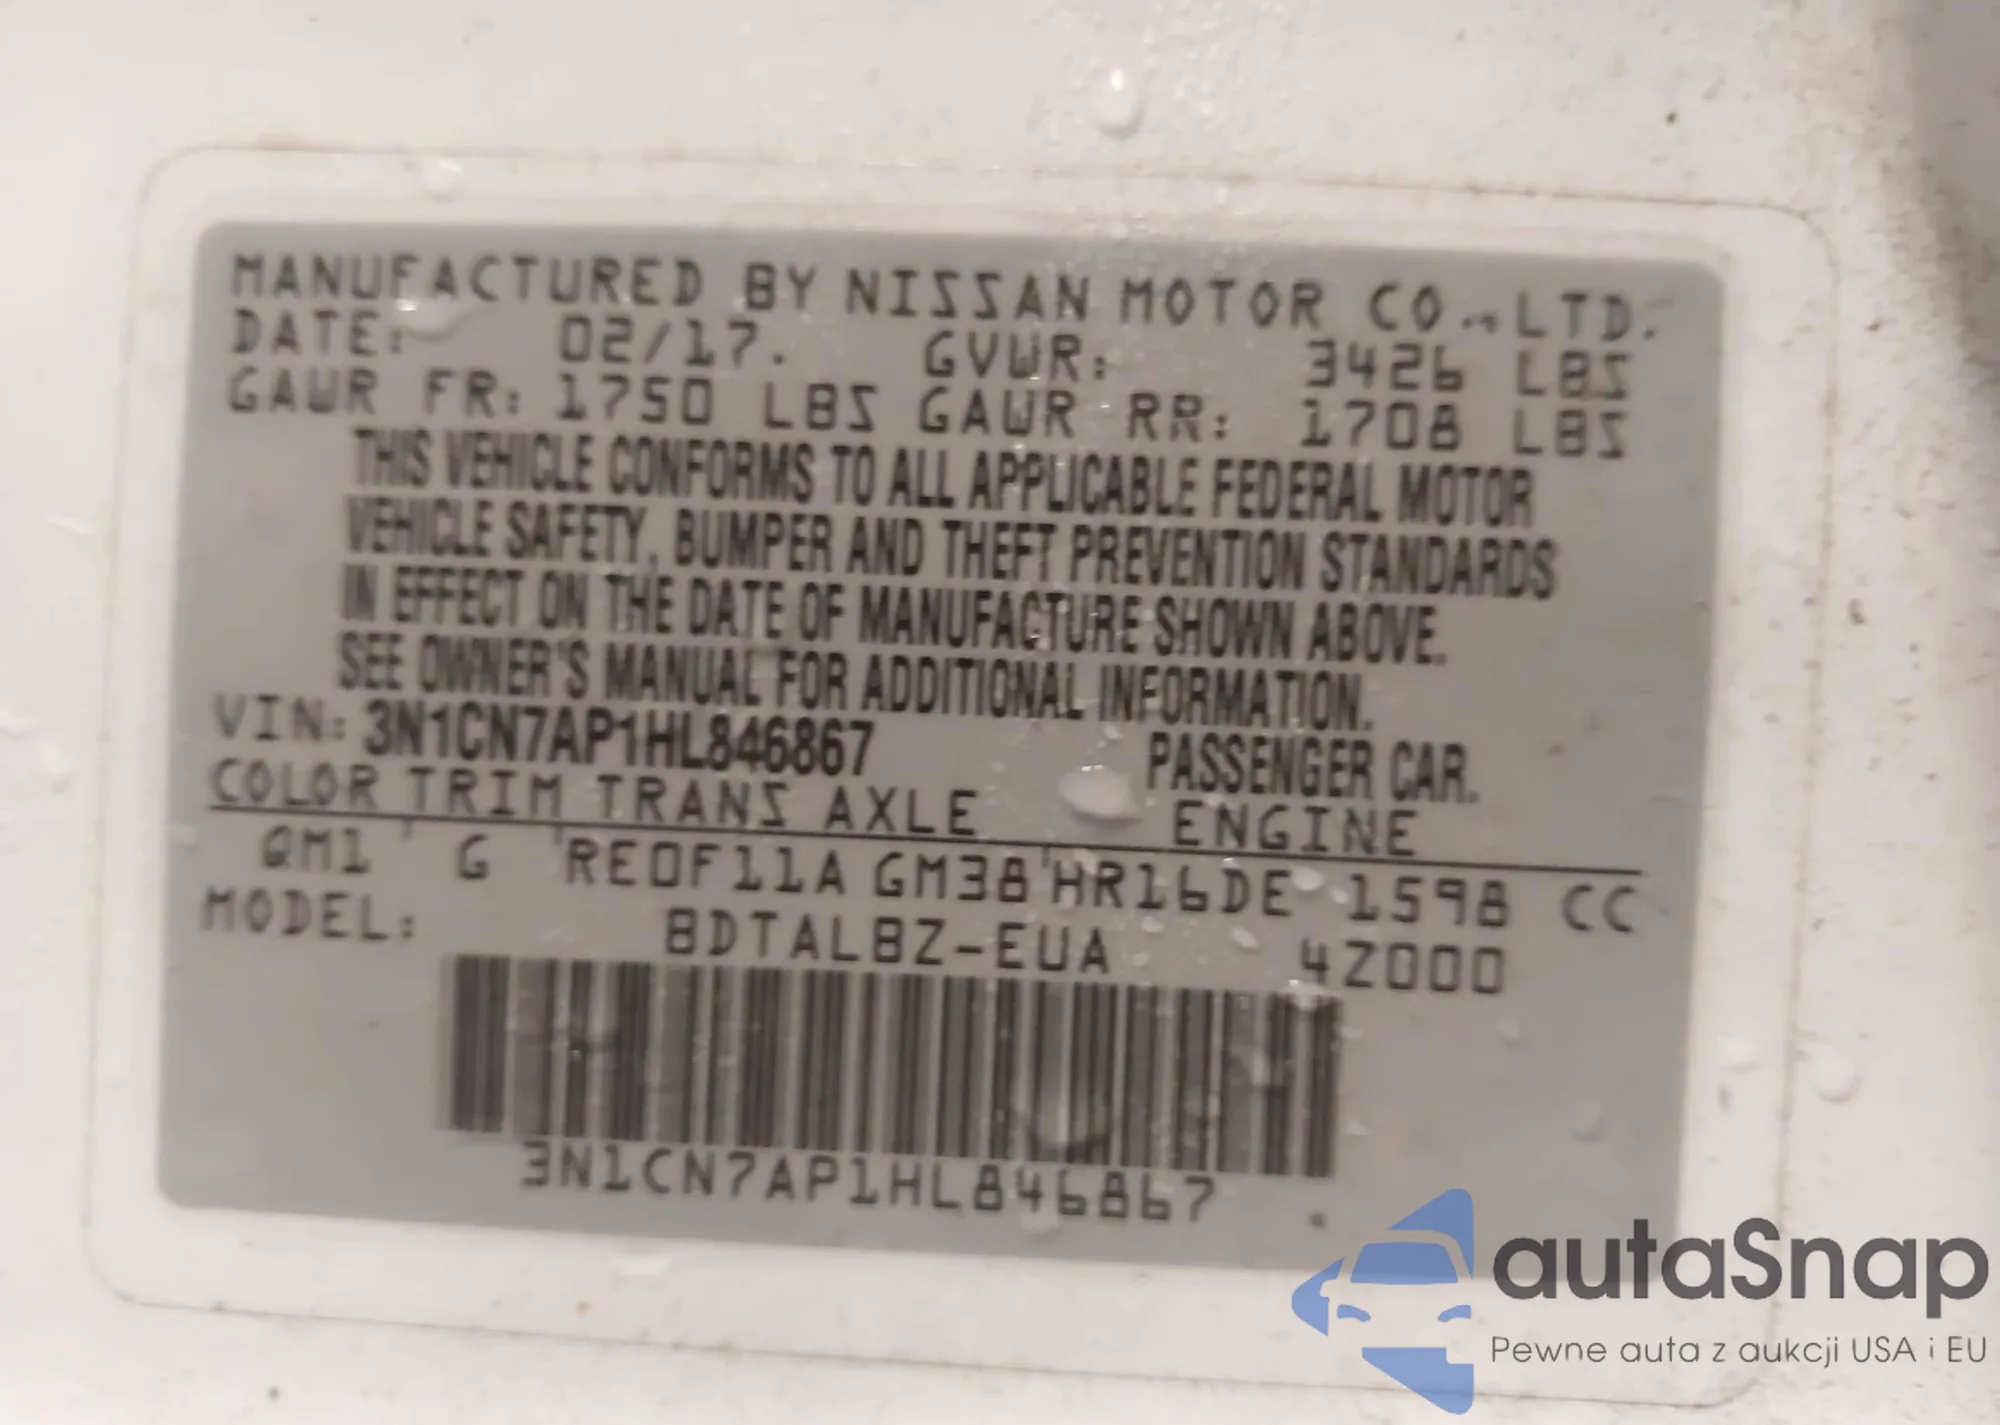 MANUFACTURED BY NISSAN MOTOR CO., LTD.
DATE: 02/17. GVWR: 3426 LBS
GAWR FR: 1750 LBS GAWR RR: 1708 LBS
THIS VEHICLE CONFORMS TO ALL APPLICABLE FEDERAL MOTOR
VEHICLE SAFETY, BUMPER AND THEFT PREVENTION STANDARDS
IN EFFECT ON THE DATE OF MANUFACTURE SHOWN ABOVE.
SEE OWNER'S MANUAL FOR ADDITIONAL INFORMATION.
VIN: 3N1CN7AP1HL846867 PASSENGER CAR.
COLOR TRIM TRANS AXLE ENGINE
QM1 ' G 'RE0F11A GM38'HR16DE 1598 CC
MODEL: BDTALBZ-EUA 4Z000
3N1CN7AP1HL846867
autaSnap
Pewne auta z aukcji USA i EU